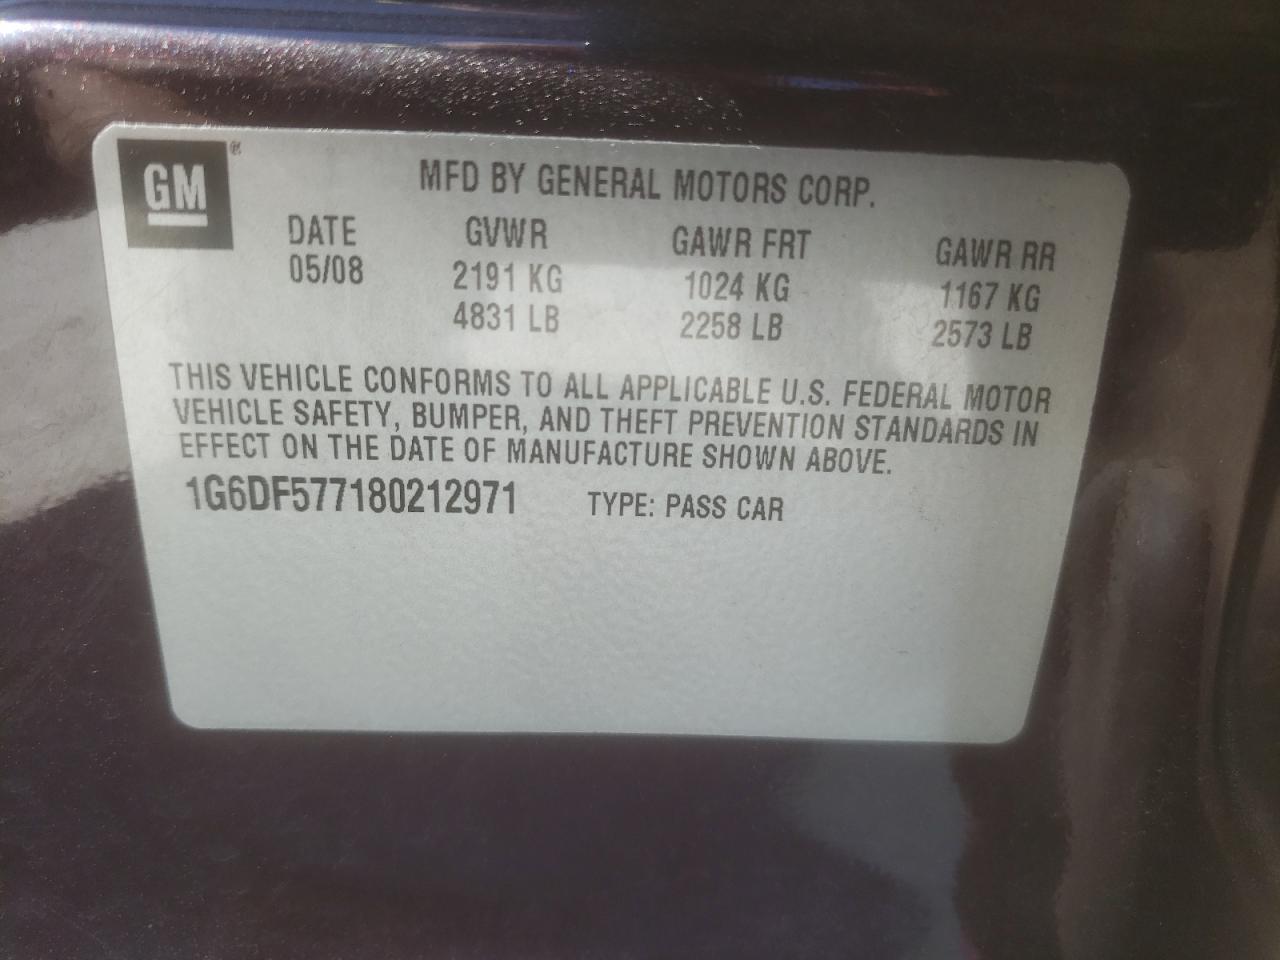 GM®
MFD BY GENERAL MOTORS CORP.
DATE GVWR GAWR FRT GAWR RR
05/08 2191 KG 1024 KG 1167 KG
4831 LB 2258 LB 2573 LB
THIS VEHICLE CONFORMS TO ALL APPLICABLE U.S. FEDERAL MOTOR
VEHICLE SAFETY, BUMPER, AND THEFT PREVENTION STANDARDS IN
EFFECT ON THE DATE OF MANUFACTURE SHOWN ABOVE.
1G6DF577180212971 TYPE: PASS CAR